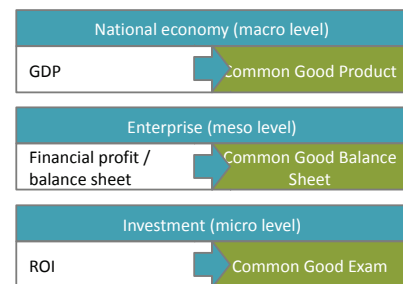 National economy (macro level)
GDP
Common Good Product
Enterprise (meso level)
Financial profit /
balance sheet
Common Good Balance
Sheet
Investment (micro level)
ROI
Common Good Exam